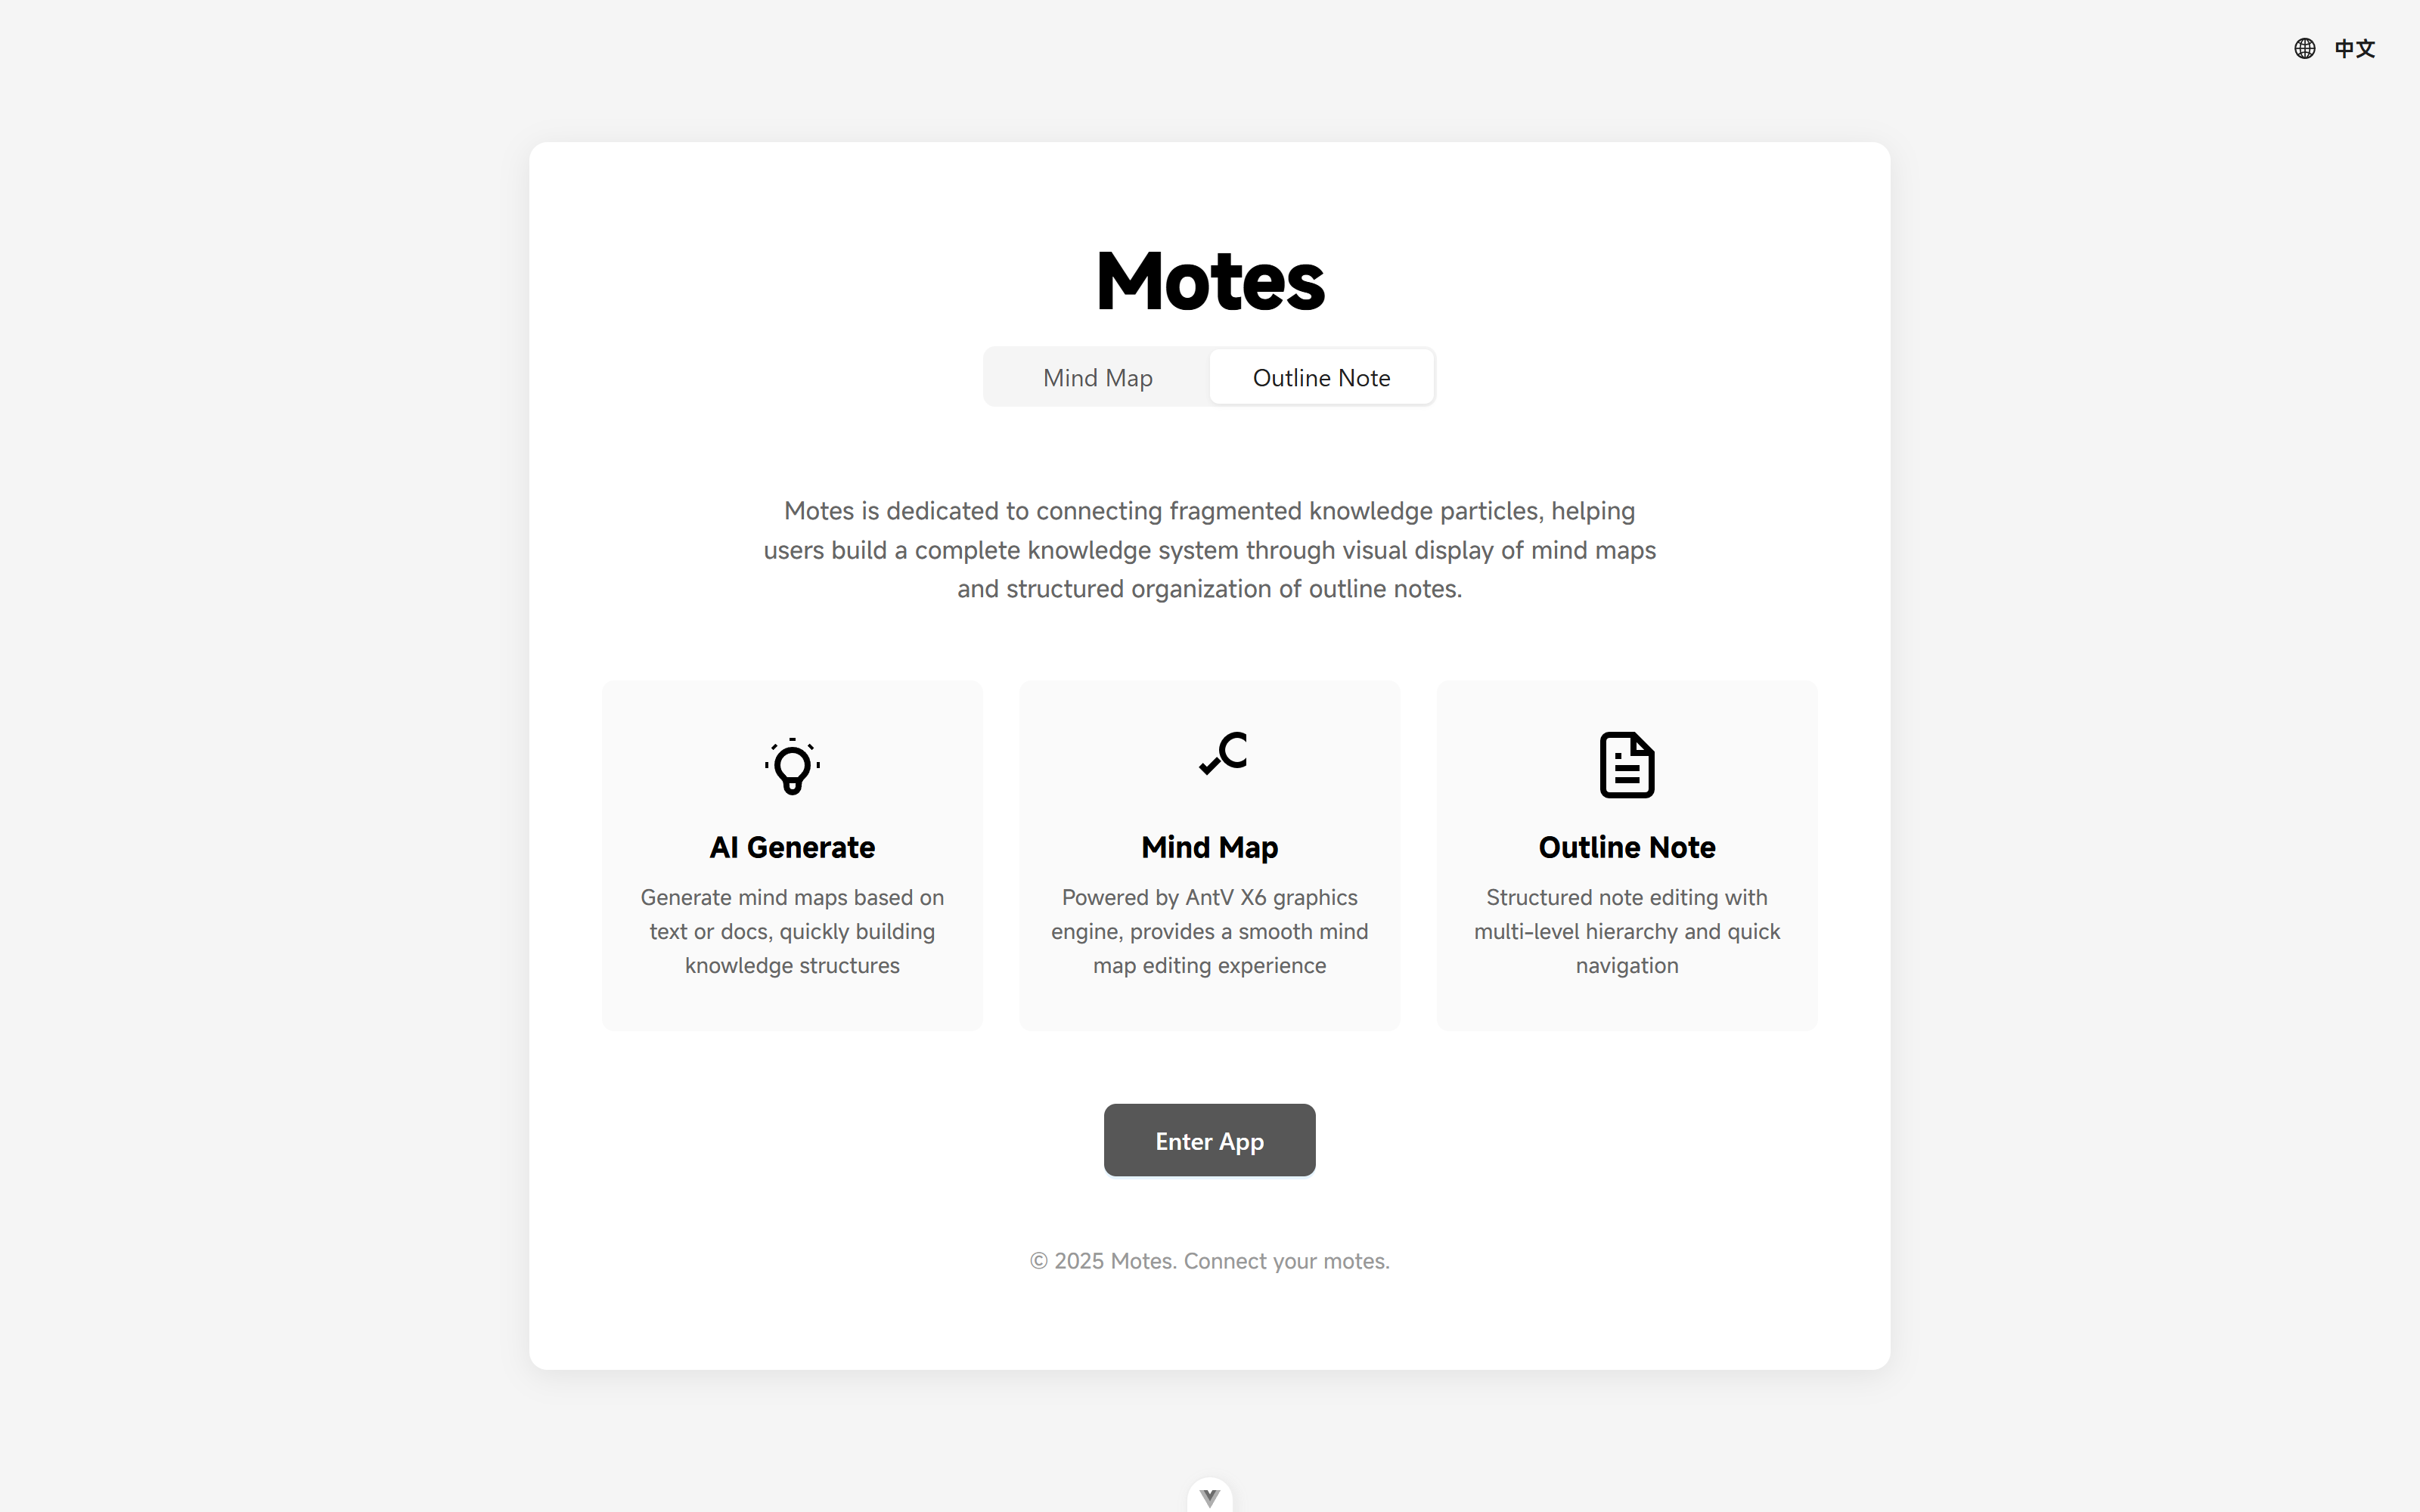 中文
Motes
Mind Map
Outline Note
Motes is dedicated to connecting fragmented knowledge particles, helping
users build a complete knowledge system through visual display of mind maps
and structured organization of outline notes.
AI Generate
Generate mind maps based on
text or docs, quickly building
knowledge structures
Mind Map
Powered by AntV X6 graphics
engine, provides a smooth mind
map editing experience
Outline Note
Structured note editing with
multi-level hierarchy and quick
navigation
Enter App
© 2025 Motes. Connect your motes.